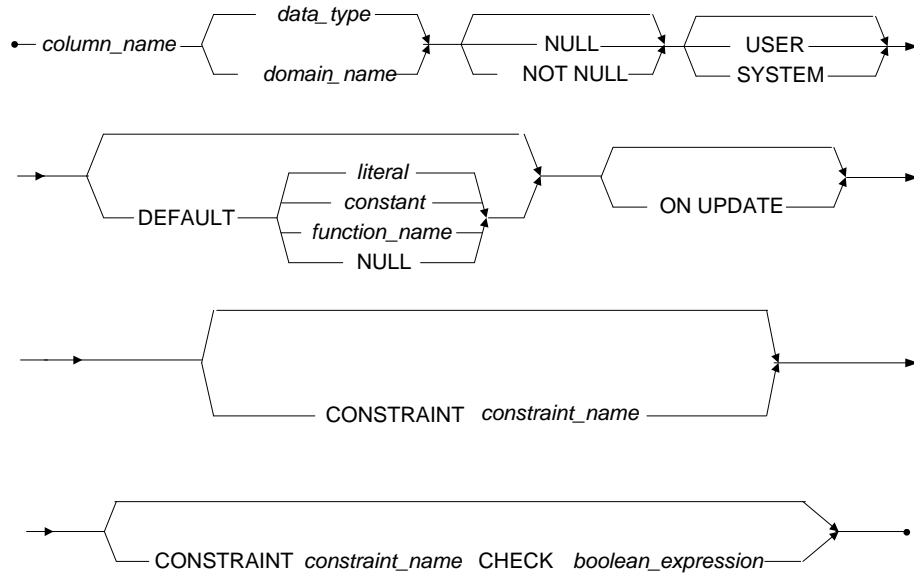 data_type
column_name
domain_name
NULL
NOT NULL
USER
SYSTEM
DEFAULT
literal
constant
function_name
NULL
ON UPDATE
CONSTRAINT constraint_name
CONSTRAINT constraint_name CHECK boolean_expression